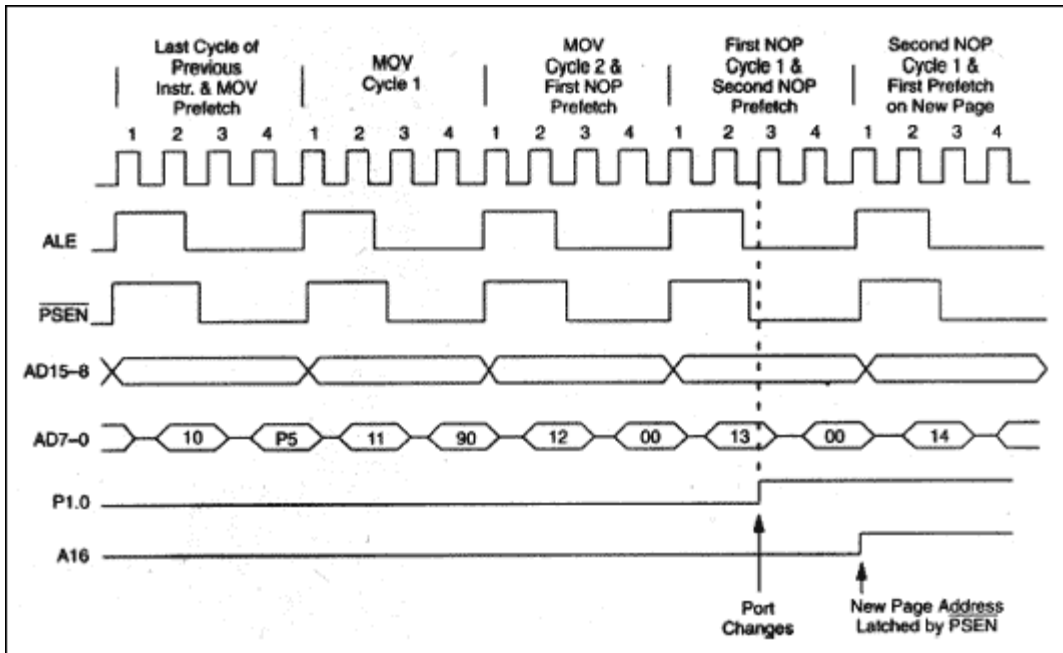 Last Cycle of
Previous
Instr. & MOV
Prefetch
MOV
Cycle 1
MOV
Cycle 2 &
First NOP
Prefetch
First NOP
Cycle 1 &
Second NOP
Prefetch
Second NOP
Cycle 1 &
First Prefetch
on New Page
1 2 3 4 1 2 3 4 1 2 3 4 1 2 3 4 1 2 3 4
ALE
PSEN
AD15–8
AD7–0 10 P5 11 90 12 00 13 00 14
P1.0
A16
Port
Changes
New Page Address
Latched by PSEN